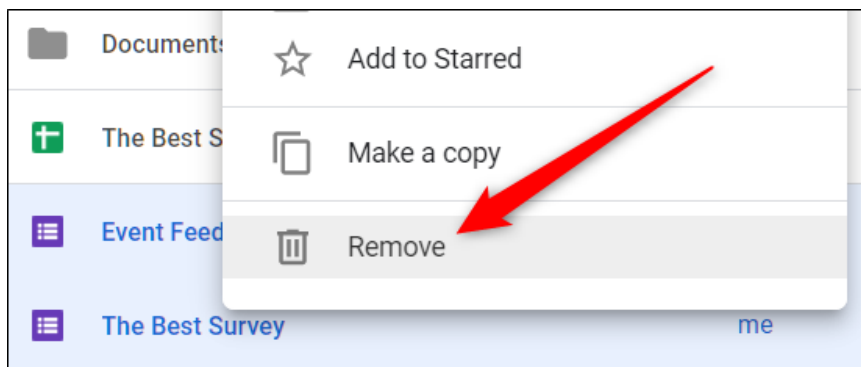 Documents
Add to Starred
The Best S
Make a copy
Event Feed
Remove
The Best Survey
me